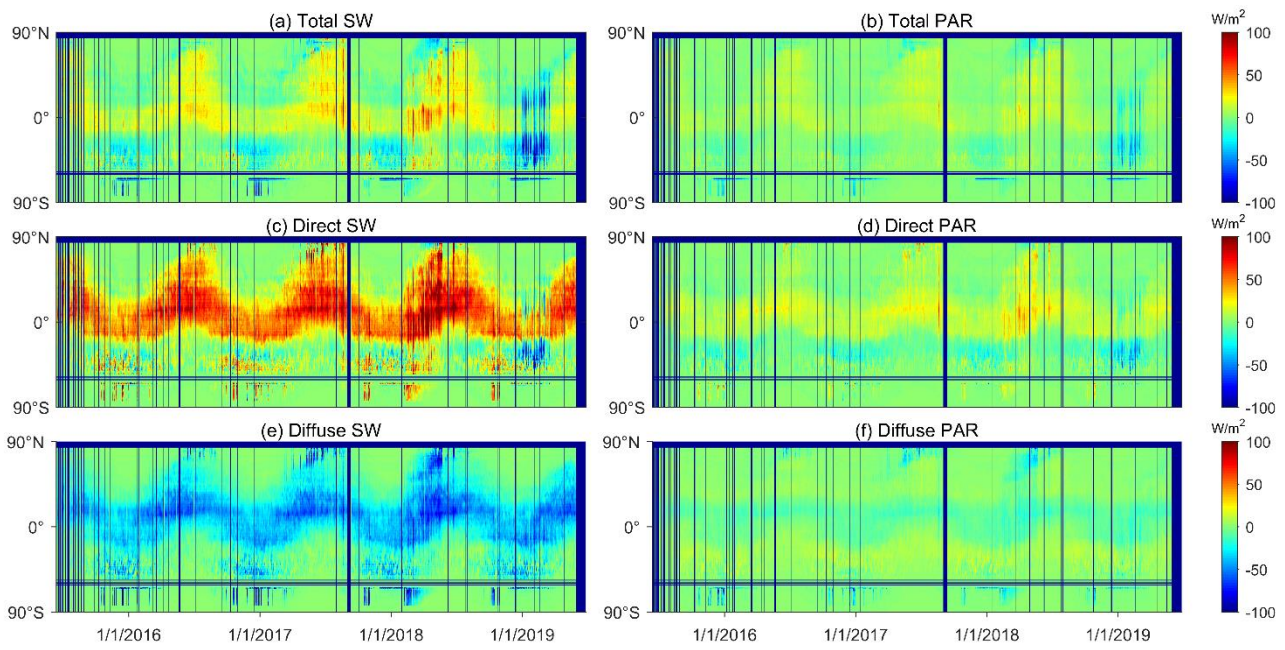 (a) Total SW
(b) Total PAR
W/m²
90°N
0°
90°S
100
50
0
-50
-100
(c) Direct SW
(d) Direct PAR
W/m²
90°N
0°
90°S
100
50
0
-50
-100
(e) Diffuse SW
(f) Diffuse PAR
W/m²
90°N
0°
90°S
100
50
0
-50
-100
1/1/2016 1/1/2017 1/1/2018 1/1/2019
1/1/2016 1/1/2017 1/1/2018 1/1/2019